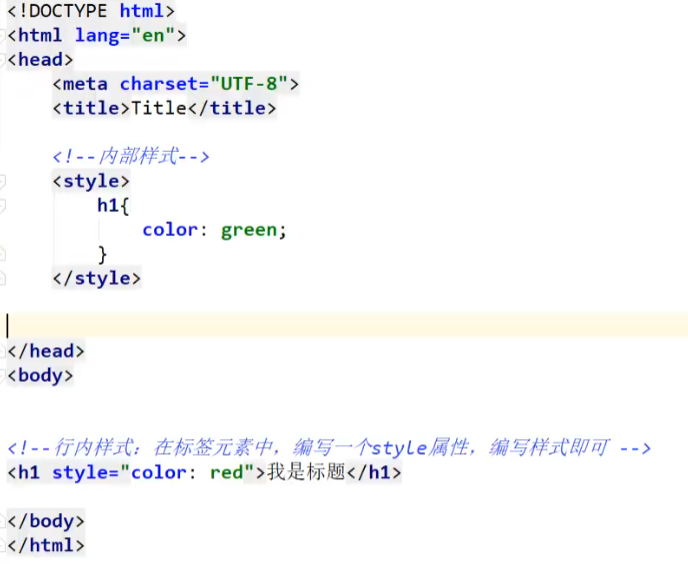 <!DOCTYPE html>
<html lang="en">
<head>
    <meta charset="UTF-8">
    <title>Title</title>
    <!--内部样式-->
    <style>
        h1{
            color: green;
        }
    </style>
</head>
<body>
<!--行内样式：在标签元素中，编写一个style属性，编写样式即可 -->
<h1 style="color: red">我是标题</h1>
</body>
</html>